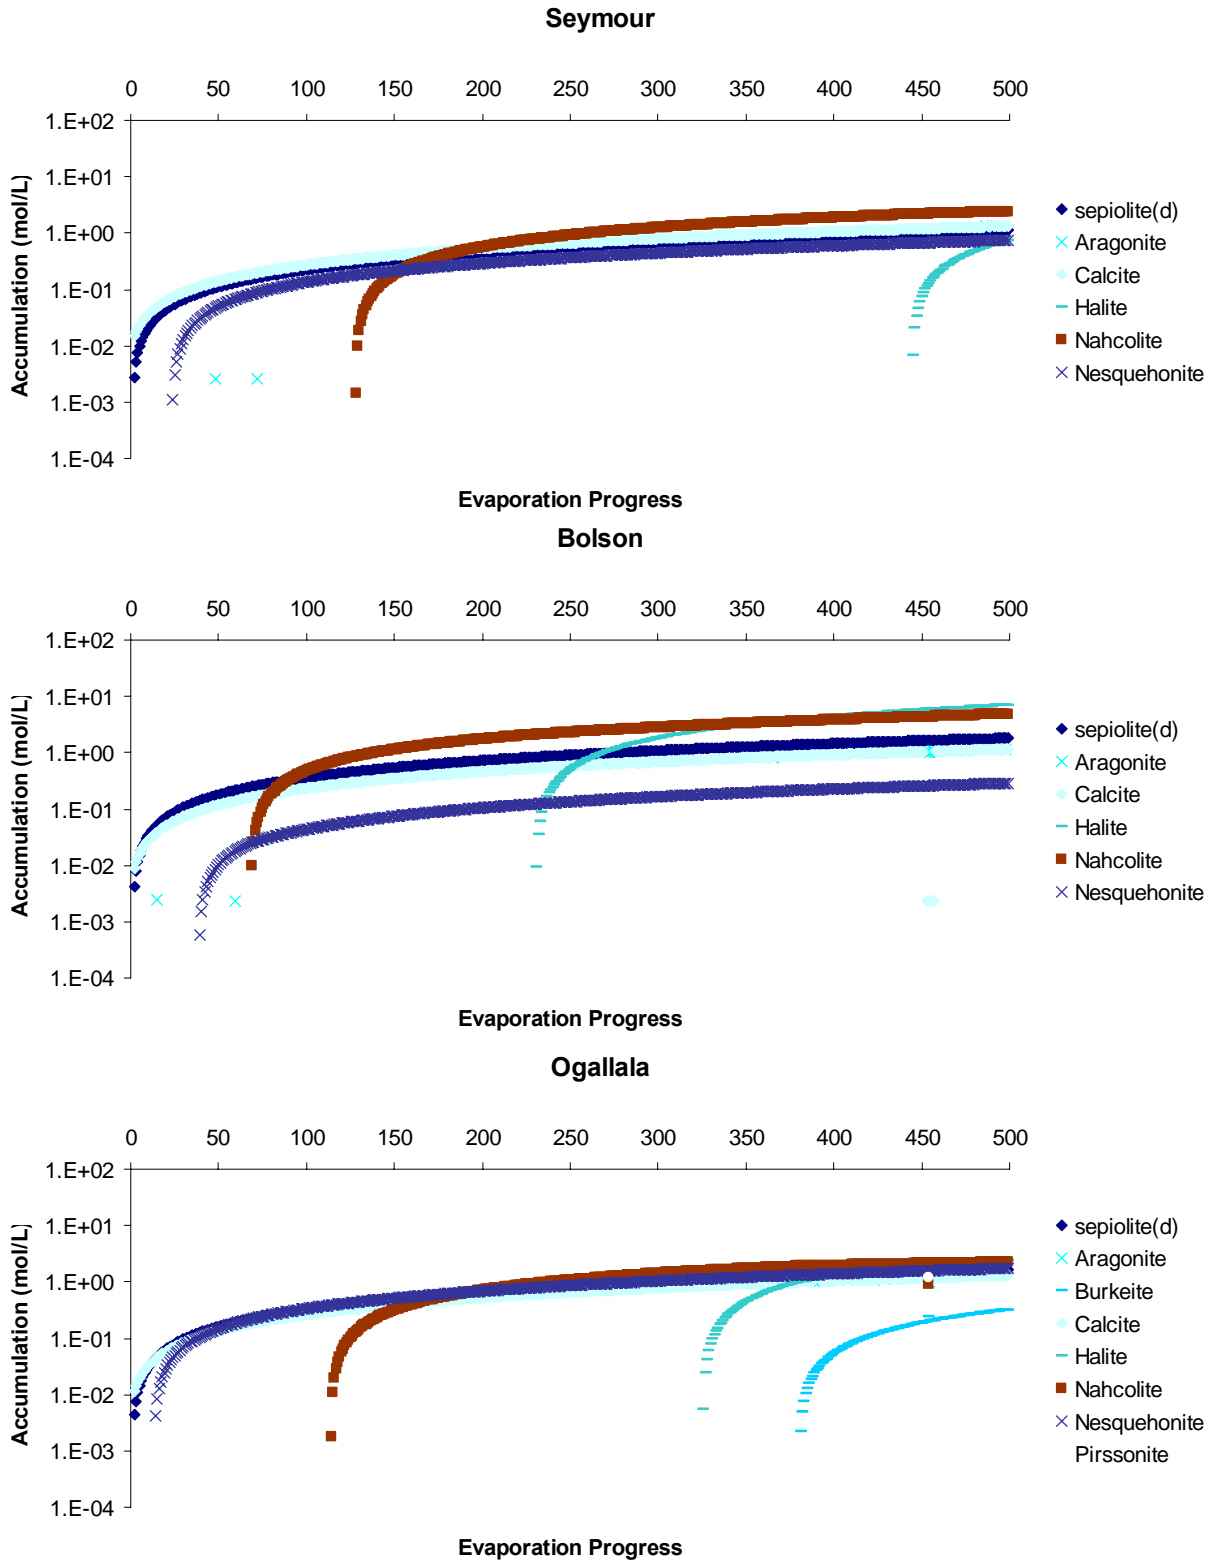 Seymour
0 50 100 150 200 250 300 350 400 450 500
1.E+02
1.E+01
1.E+00
1.E-01
1.E-02
1.E-03
1.E-04
Accumulation (mol/L)
Evaporation Progress
sepiolite(d)
Aragonite
Calcite
Halite
Nahcolite
Nesquehonite
Bolson
0 50 100 150 200 250 300 350 400 450 500
1.E+02
1.E+01
1.E+00
1.E-01
1.E-02
1.E-03
1.E-04
Accumulation (mol/L)
Evaporation Progress
sepiolite(d)
Aragonite
Calcite
Halite
Nahcolite
Nesquehonite
Ogallala
0 50 100 150 200 250 300 350 400 450 500
1.E+02
1.E+01
1.E+00
1.E-01
1.E-02
1.E-03
1.E-04
Accumulation (mol/L)
Evaporation Progress
sepiolite(d)
Aragonite
Burkeite
Calcite
Halite
Nahcolite
Nesquehonite
Pirssonite